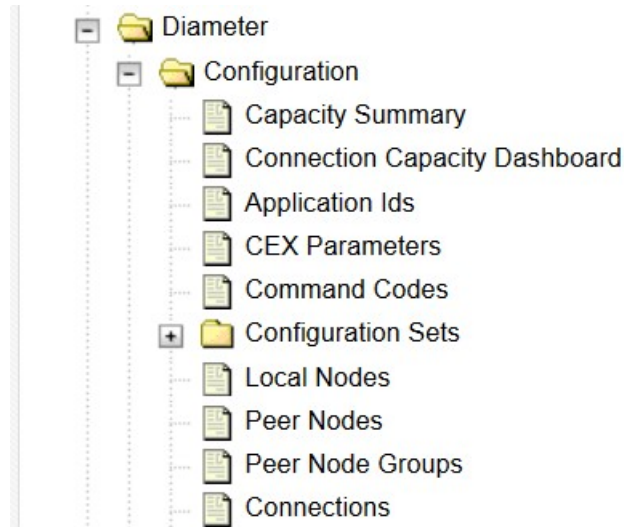 Diameter
Configuration
Capacity Summary
Connection Capacity Dashboard
Application Ids
CEX Parameters
Command Codes
Configuration Sets
Local Nodes
Peer Nodes
Peer Node Groups
Connections